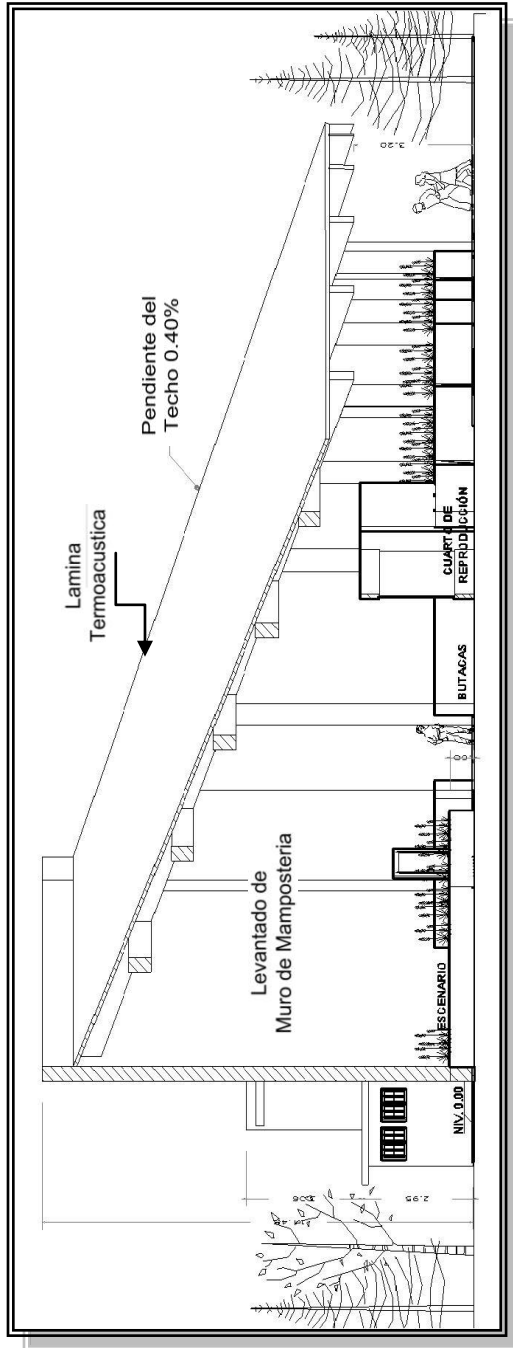 Lamina
Termoacustica
Pendiente del
Techo 0.40%
Levantado de
Muro de Mamposteria
3.20
2.95
ESCENARIO
BUTACAS
CUARTO DE
REPRODUCCIÓN
NIV. 0.00